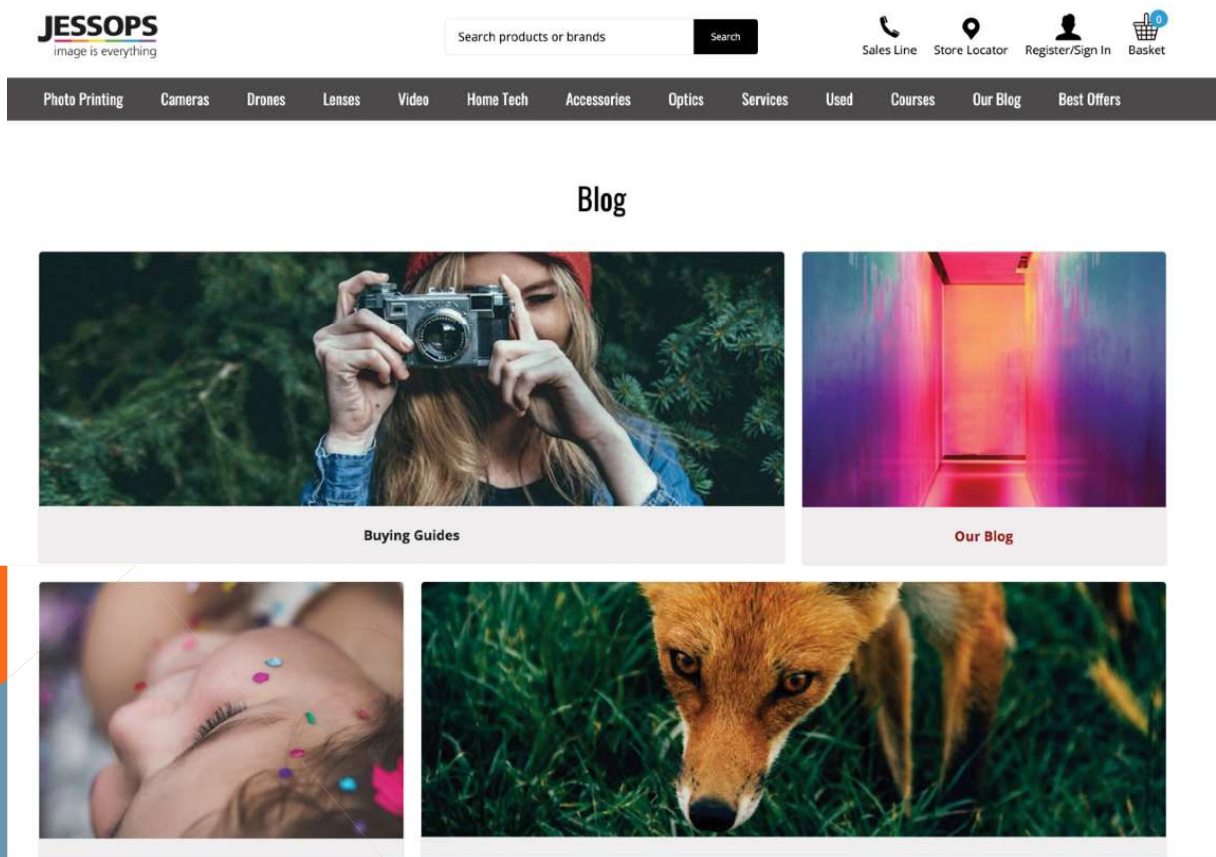 JESSOPS
image is everything
Search products or brands
Search
Sales Line
Store Locator
Register/Sign In
0
Basket
Photo Printing
Cameras
Drones
Lenses
Video
Home Tech
Accessories
Optics
Services
Used
Courses
Our Blog
Best Offers
Blog
Buying Guides
Our Blog